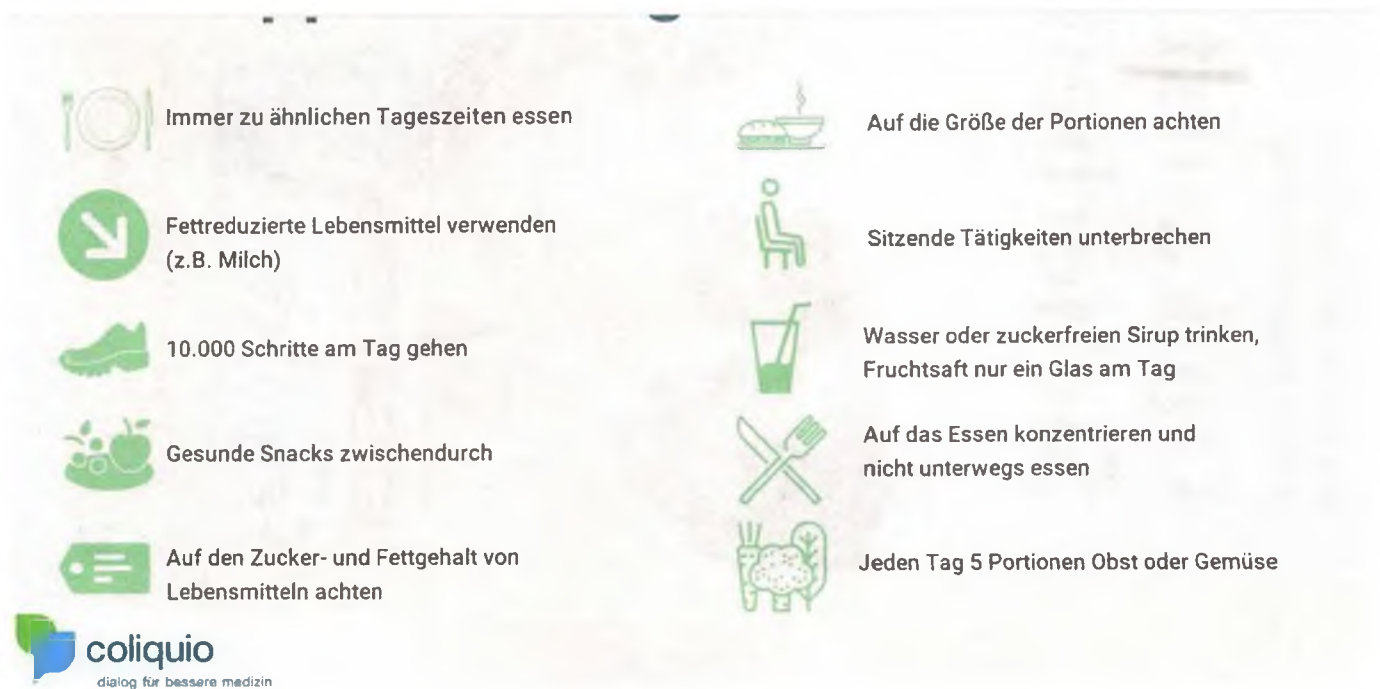 Immer zu ähnlichen Tageszeiten essen
Fettreduzierte Lebensmittel verwenden
(z.B. Milch)
10.000 Schritte am Tag gehen
Gesunde Snacks zwischendurch
Auf den Zucker- und Fettgehalt von
Lebensmitteln achten
Auf die Größe der Portionen achten
Sitzende Tätigkeiten unterbrechen
Wasser oder zuckerfreien Sirup trinken,
Fruchtsaft nur ein Glas am Tag
Auf das Essen konzentrieren und
nicht unterwegs essen
Jeden Tag 5 Portionen Obst oder Gemüse
coliquio
dialog für bessere medizin